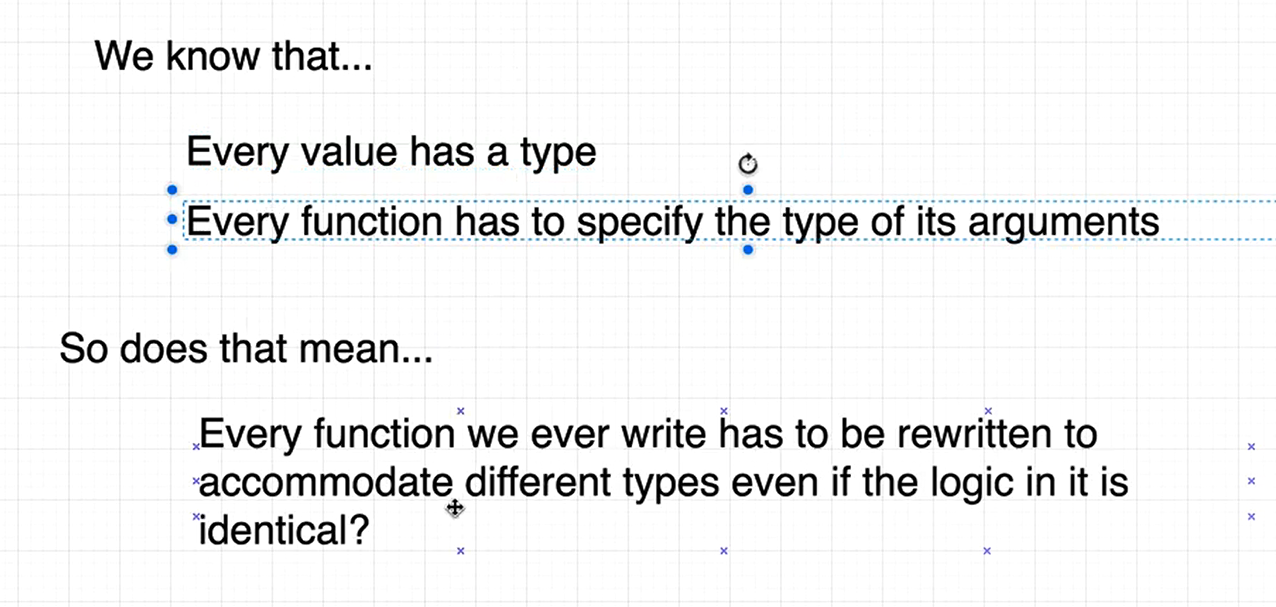 We know that...
Every value has a type
Every function has to specify the type of its arguments
So does that mean...
Every function we ever write has to be rewritten to
accommodate different types even if the logic in it is
identical?